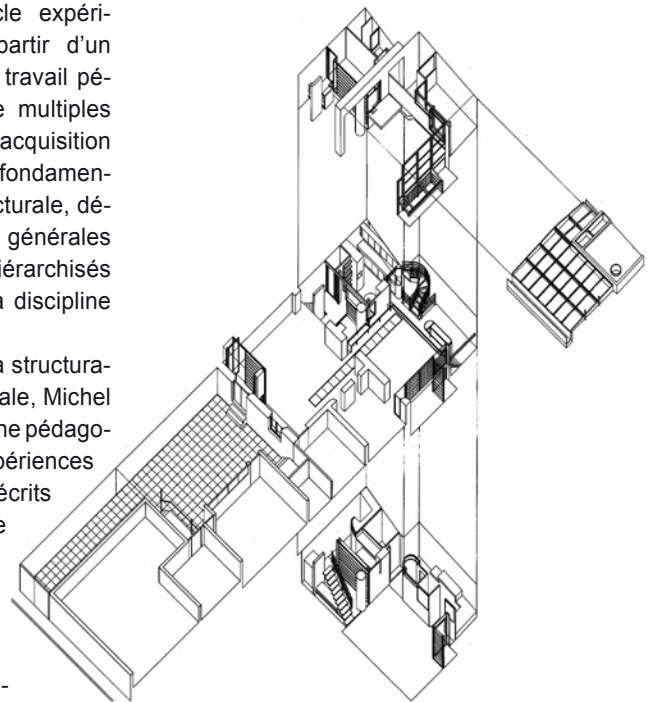 cle expéri-
partir d'un
travail pé-
e multiples
acquisition
fondamen-
cturale, dé-
générales
iérarchisés
a discipline
a structura-
ale, Michel
ne pédago-
périences
écrits
e
-